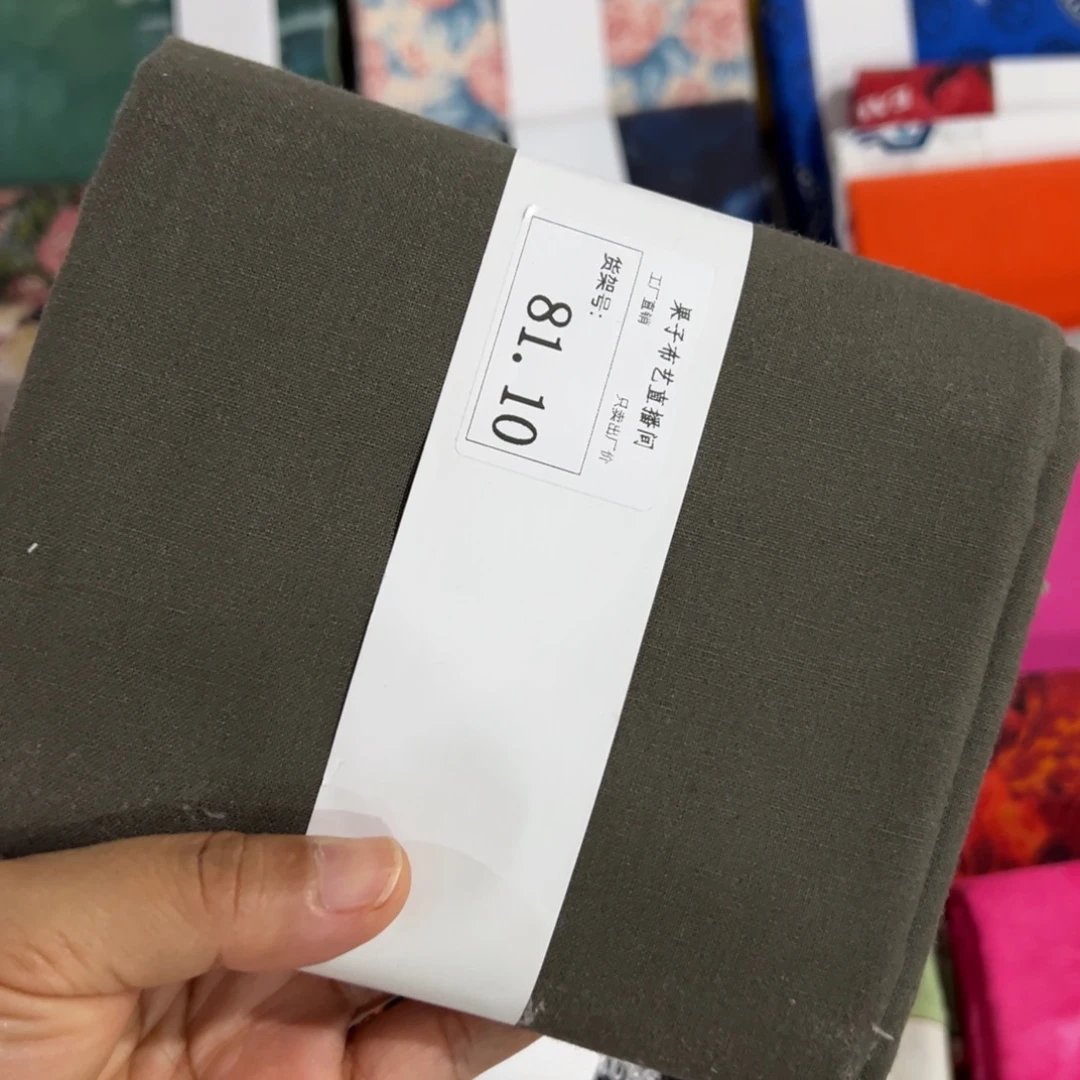 果子布艺直播间
工厂直销 只卖出厂价
货架号:
81. 10